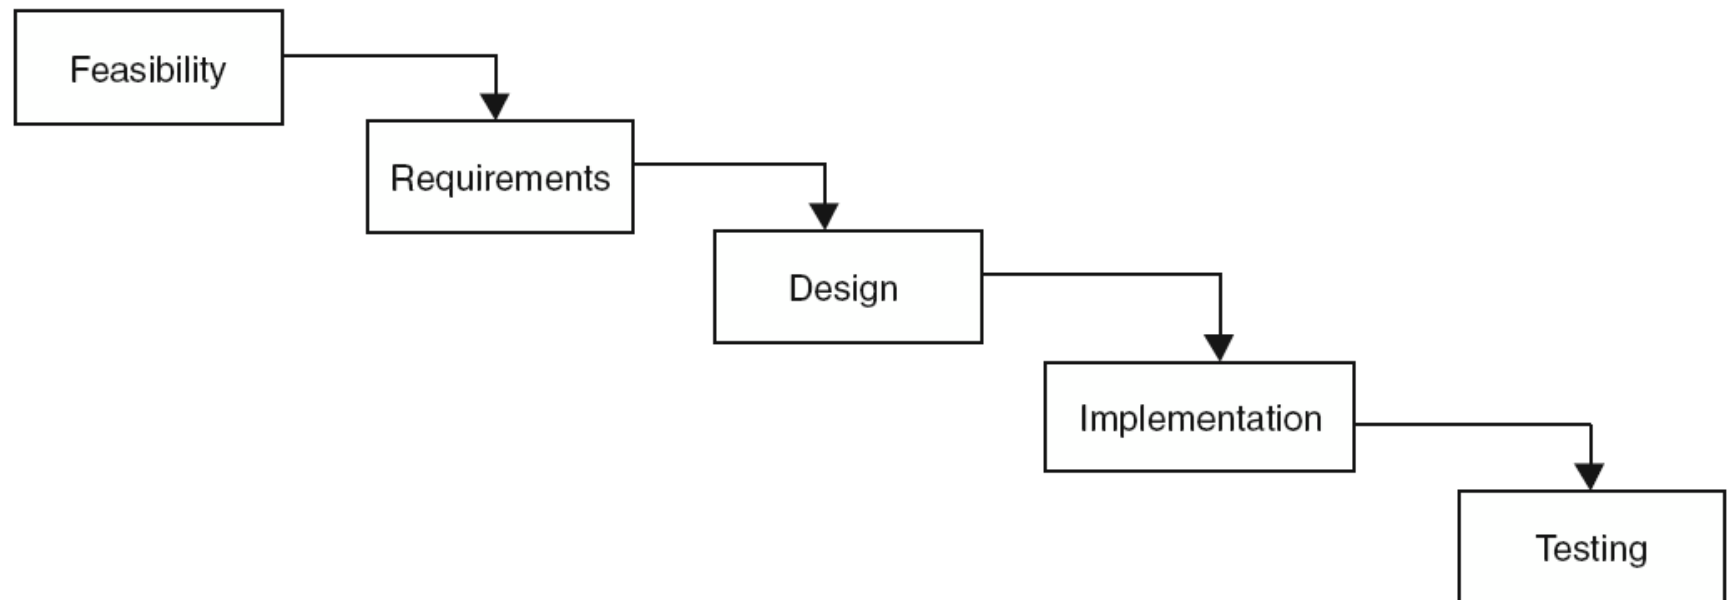 Feasibility
Requirements
Design
Implementation
Testing